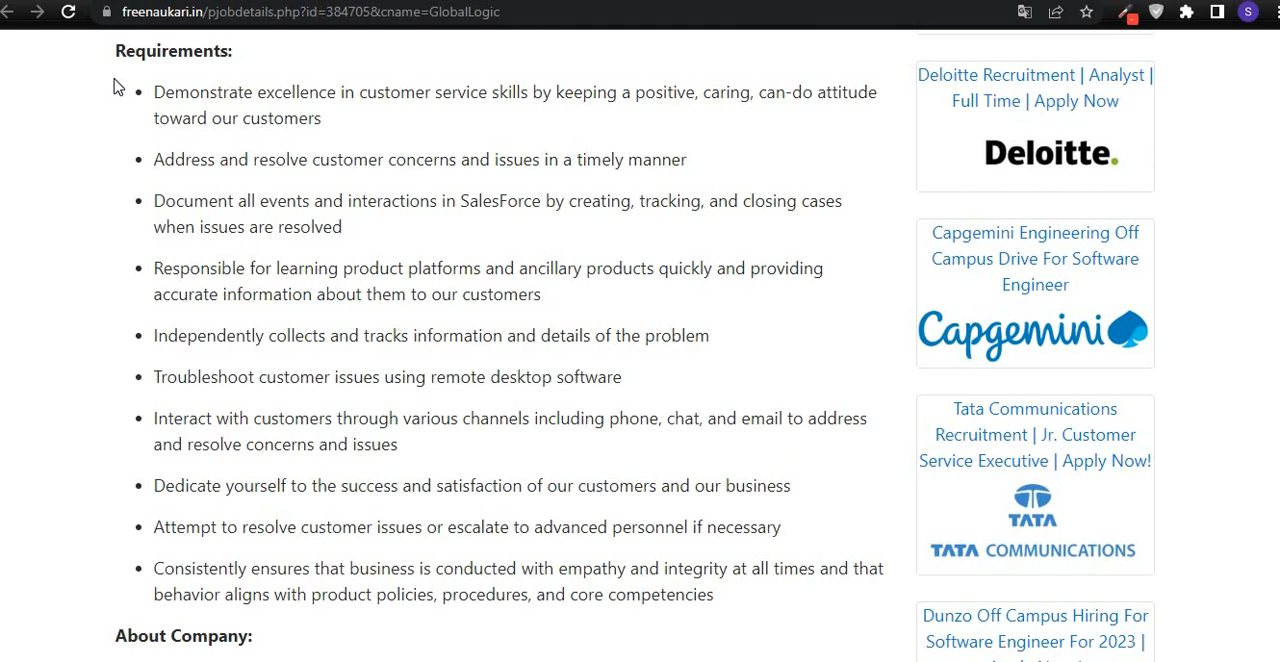 freenaukari.in/pjobdetails.php?id=384705&cname=GlobalLogic
S
Requirements:
Demonstrate excellence in customer service skills by keeping a positive, caring, can-do attitude
toward our customers
Address and resolve customer concerns and issues in a timely manner
Document all events and interactions in SalesForce by creating, tracking, and closing cases
when issues are resolved
Responsible for learning product platforms and ancillary products quickly and providing
accurate information about them to our customers
Independently collects and tracks information and details of the problem
Troubleshoot customer issues using remote desktop software
Interact with customers through various channels including phone, chat, and email to address
and resolve concerns and issues
Dedicate yourself to the success and satisfaction of our customers and our business
Attempt to resolve customer issues or escalate to advanced personnel if necessary
Consistently ensures that business is conducted with empathy and integrity at all times and that
behavior aligns with product policies, procedures, and core competencies
About Company:
Deloitte Recruitment | Analyst |
Full Time | Apply Now
Deloitte.
Capgemini Engineering Off
Campus Drive For Software
Engineer
Capgemini
Tata Communications
Recruitment | Jr. Customer
Service Executive | Apply Now!
TATA
TATA COMMUNICATIONS
Dunzo Off Campus Hiring For
Software Engineer For 2023 |